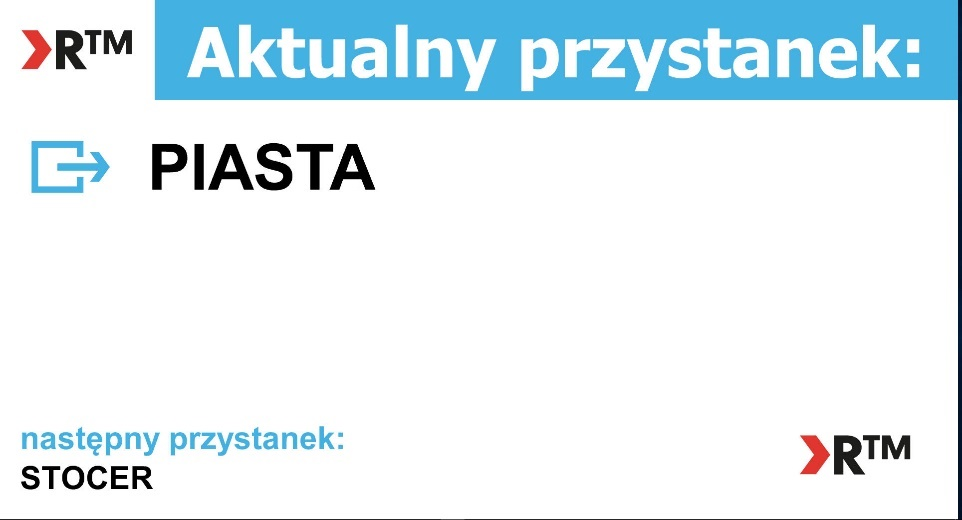 RTM
Aktualny przystanek:
PIASTA
następny przystanek:
STOCER
RTM